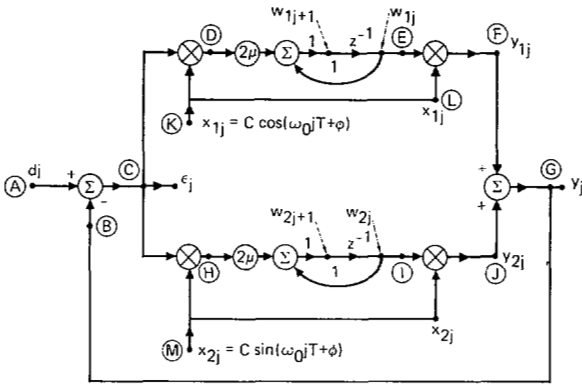 w₁ⱼ₊₁ w₁ⱼ
D 2μ Σ 1 z⁻¹ E F y₁ⱼ
1
L
K x₁ⱼ = C cos(ω₀jT+φ) x₁ⱼ
A dⱼ + Σ C εⱼ + Σ G yⱼ
- +
B
w₂ⱼ₊₁ w₂ⱼ
H 2μ Σ 1 z⁻¹ I J y₂ⱼ
1
x₂ⱼ
M x₂ⱼ = C sin(ω₀jT+φ)